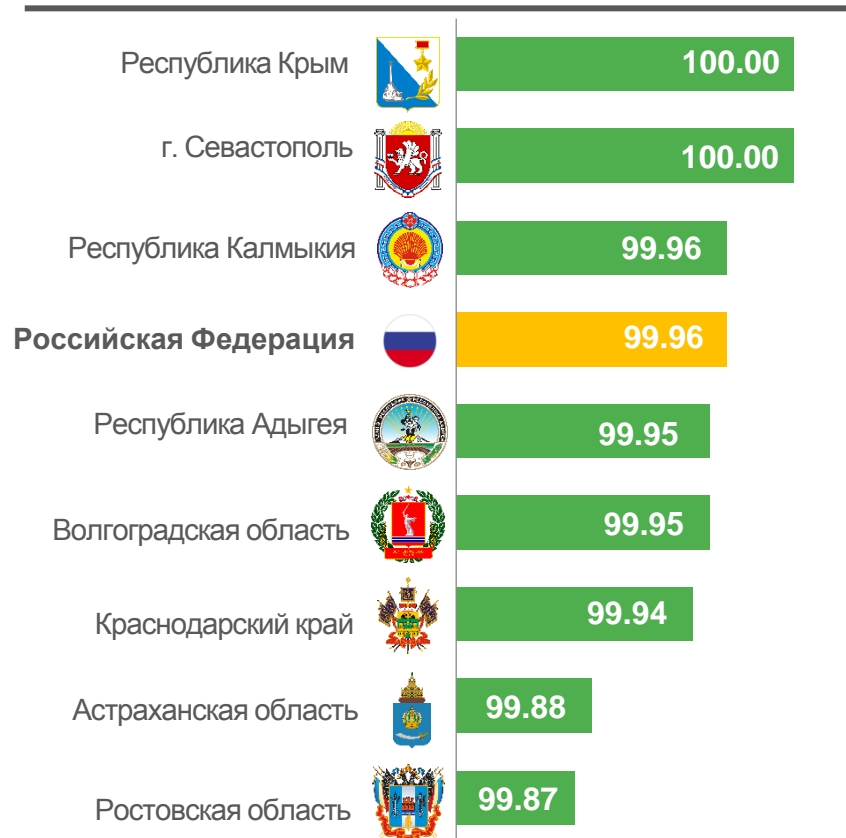 Республика Крым 100.00
г. Севастополь 100.00
Республика Калмыкия 99.96
Российская Федерация 99.96
Республика Адыгея 99.95
Волгоградская область 99.95
Краснодарский край 99.94
Астраханская область 99.88
Ростовская область 99.87